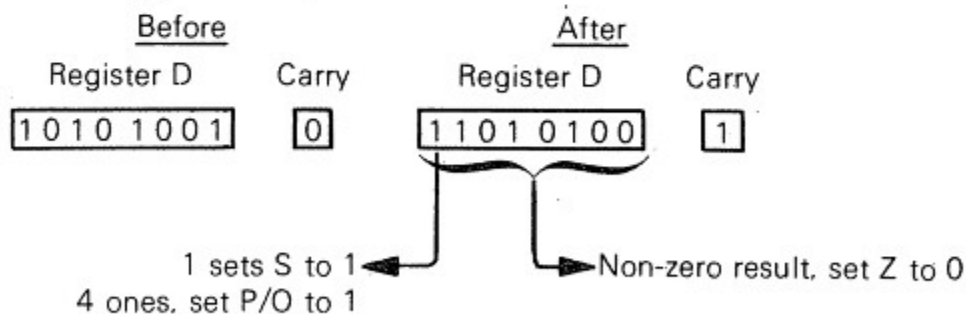 Before After
Register D Carry Register D Carry
1010 1001 0 1101 0100 1
1 sets S to 1 Non-zero result, set Z to 0
4 ones, set P/O to 1